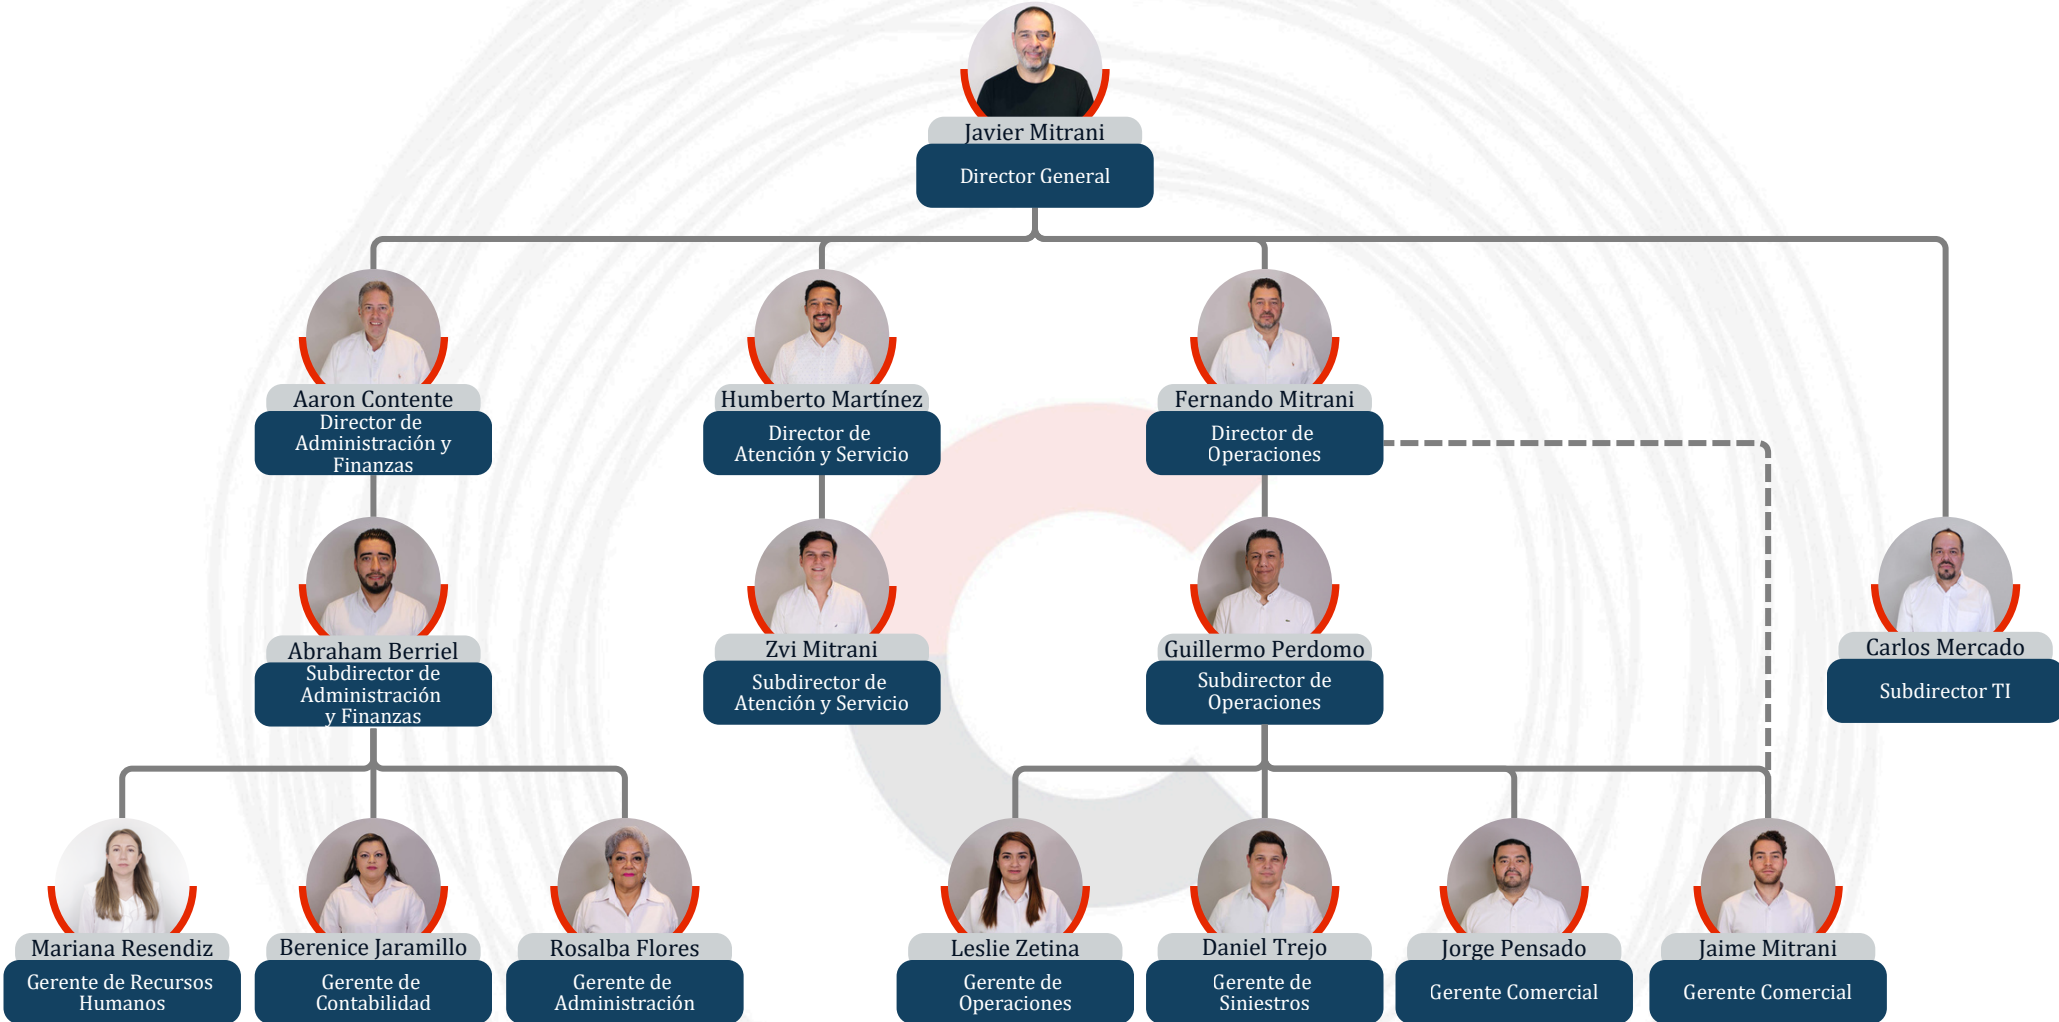 Javier Mitrani
Director General
Aaron Contente
Director de
Administración y
Finanzas
Humberto Martínez
Director de
Atención y Servicio
Fernando Mitrani
Director de
Operaciones
Abraham Berriel
Subdirector de
Administración
y Finanzas
Zvi Mitrani
Subdirector de
Atención y Servicio
Guillermo Perdomo
Subdirector de
Operaciones
Carlos Mercado
Subdirector TI
Mariana Resendiz
Gerente de Recursos
Humanos
Berenice Jaramillo
Gerente de
Contabilidad
Rosalba Flores
Gerente de
Administración
Leslie Zetina
Gerente de
Operaciones
Daniel Trejo
Gerente de
Siniestros
Jorge Pensado
Gerente Comercial
Jaime Mitrani
Gerente Comercial